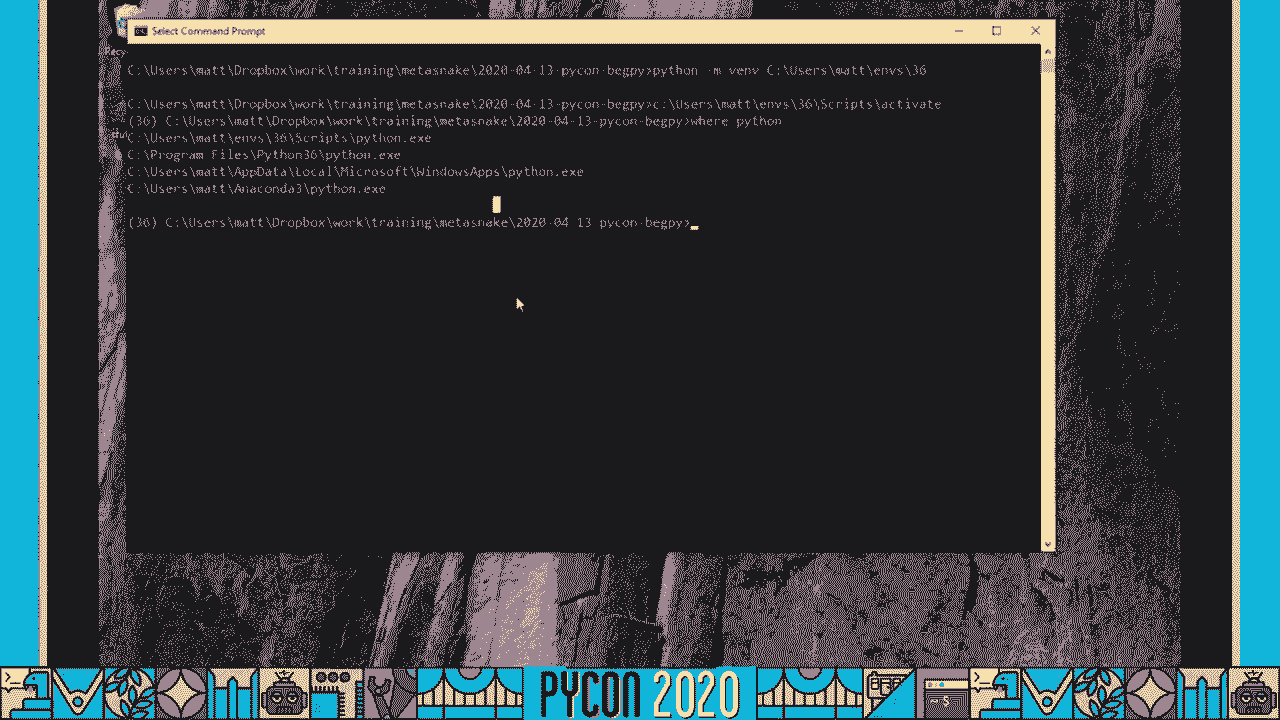 Select Command Prompt
C:\Users\matt\Dropbox\work\training\metasnake\2020-04-13-pycon-begpy>python -m venv C:\Users\matt\envs\36
C:\Users\matt\Dropbox\work\training\metasnake\2020-04-13-pycon-begpy>c:\Users\matt\envs\36\Scripts\activate
(36) C:\Users\matt\Dropbox\work\training\metasnake\2020-04-13-pycon-begpy>where python
C:\Users\matt\envs\36\Scripts\python.exe
C:\Program Files\Python36\python.exe
C:\Users\matt\AppData\Local\Microsoft\WindowsApps\python.exe
C:\Users\matt\Anaconda3\python.exe
(36) C:\Users\matt\Dropbox\work\training\metasnake\2020-04-13-pycon-begpy>
PYCON 2020